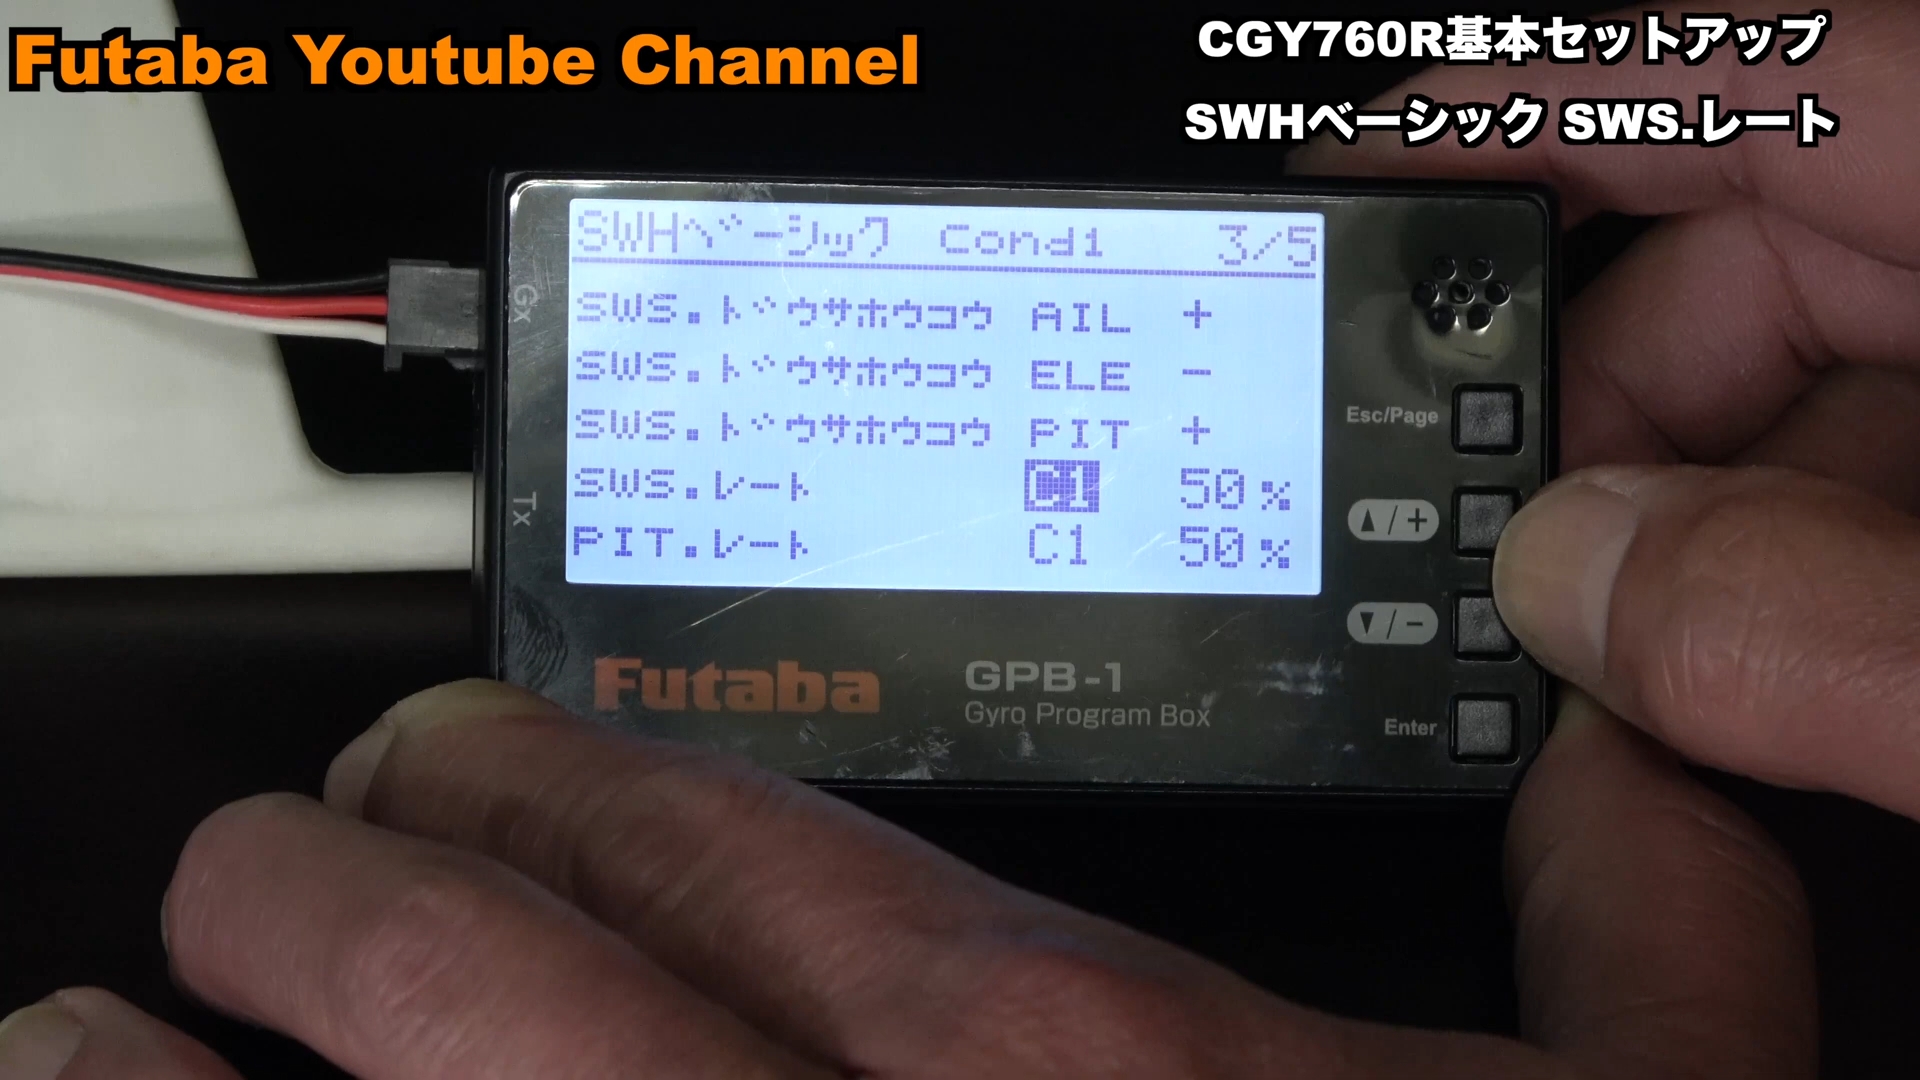 Futaba Youtube Channel
CGY760R基本セットアップ
SWHベーシック SWS.レート
SWHベーシック Cond1 3/5
SWS.ドウサホウコウ AIL +
SWS.ドウサホウコウ ELE -
SWS.ドウサホウコウ PIT +
SWS.レート C1 50%
PIT.レート C1 50%
Gx
Tx
Esc/Page
▲/+
▼/-
Enter
Futaba
GPB-1
Gyro Program Box